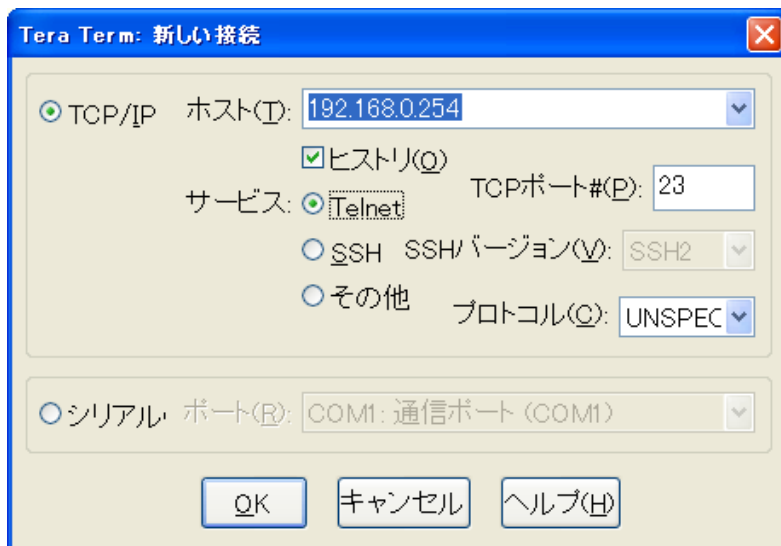 Tera Term: 新しい接続
TCP/IP ホスト(T): 192.168.0.254
ヒストリ(O)
サービス: Telnet TCPポート#(P): 23
SSH SSHバージョン(V): SSH2
その他 プロトコル(C): UNSPEC
シリアル ポート(R): COM1: 通信ポート (COM1)
OK キャンセル ヘルプ(H)